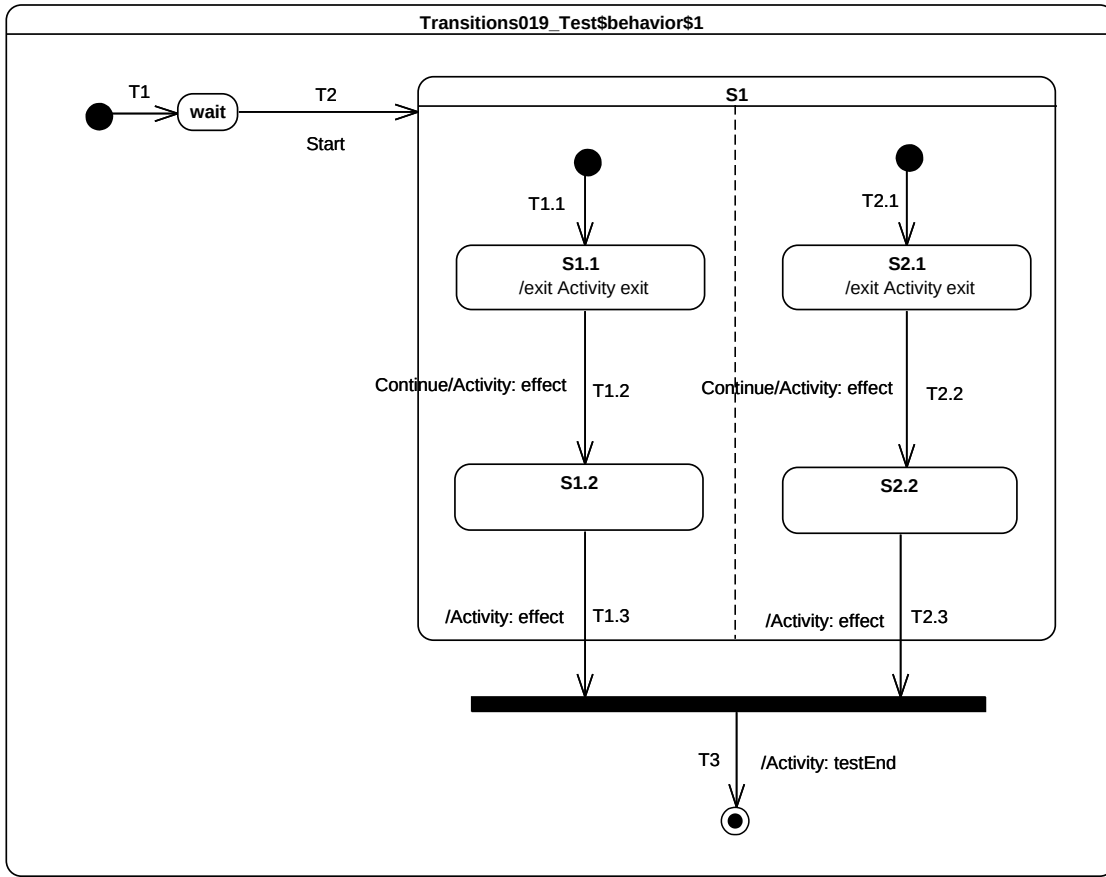 Transitions019_Test$behavior$1
T1
wait
T2
Start
S1
T1.1
T2.1
S1.1
/exit Activity exit
S2.1
/exit Activity exit
Continue/Activity: effect
T1.2
Continue/Activity: effect
T2.2
S1.2
S2.2
/Activity: effect
T1.3
/Activity: effect
T2.3
T3
/Activity: testEnd